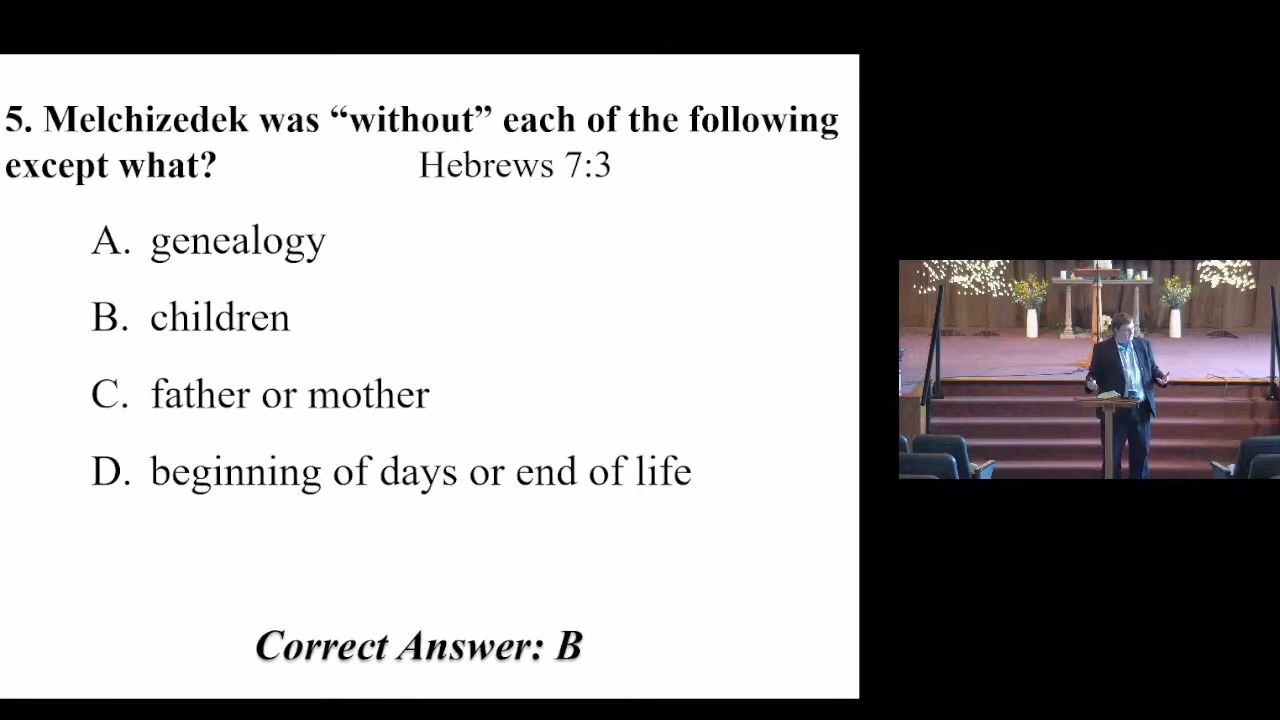 5. Melchizedek was “without” each of the following
except what? Hebrews 7:3
A. genealogy
B. children
C. father or mother
D. beginning of days or end of life
Correct Answer: B